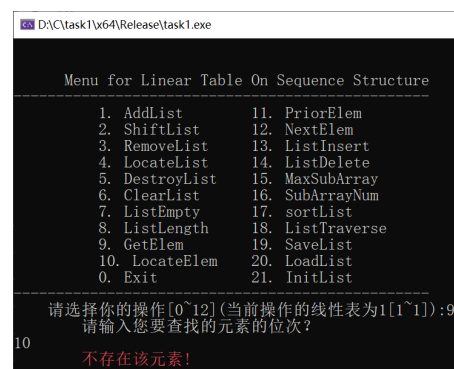 D:\C\task1\x64\Release\task1.exe
Menu for Linear Table On Sequence Structure
-------------------------------------------------
1. AddList 11. PriorElem
2. ShiftList 12. NextElem
3. RemoveList 13. ListInsert
4. LocateList 14. ListDelete
5. DestroyList 15. MaxSubArray
6. ClearList 16. SubArrayNum
7. ListEmpty 17. sortList
8. ListLength 18. ListTraverse
9. GetElem 19. SaveList
10. LocateElem 20. LoadList
0. Exit 21. InitList
-------------------------------------------------
请选择你的操作[0~12](当前操作的线性表为1[1~1]):9
请输入您要查找的元素的位次?
10
不存在该元素!